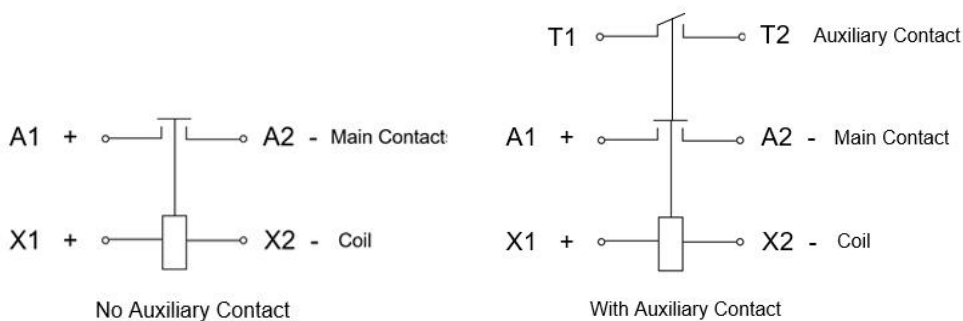 T1 T2 Auxiliary Contact
A1 + A2 - Main Contact: A1 + A2 - Main Contact
X1 + X2 - Coil X1 + X2 - Coil
No Auxiliary Contact With Auxiliary Contact